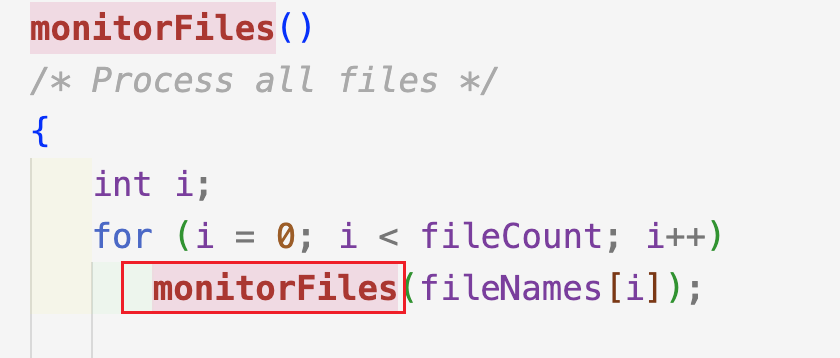 monitorFiles()
/* Process all files */
{
int i;
for (i = 0; i < fileCount; i++)
monitorFiles(fileNames[i]);